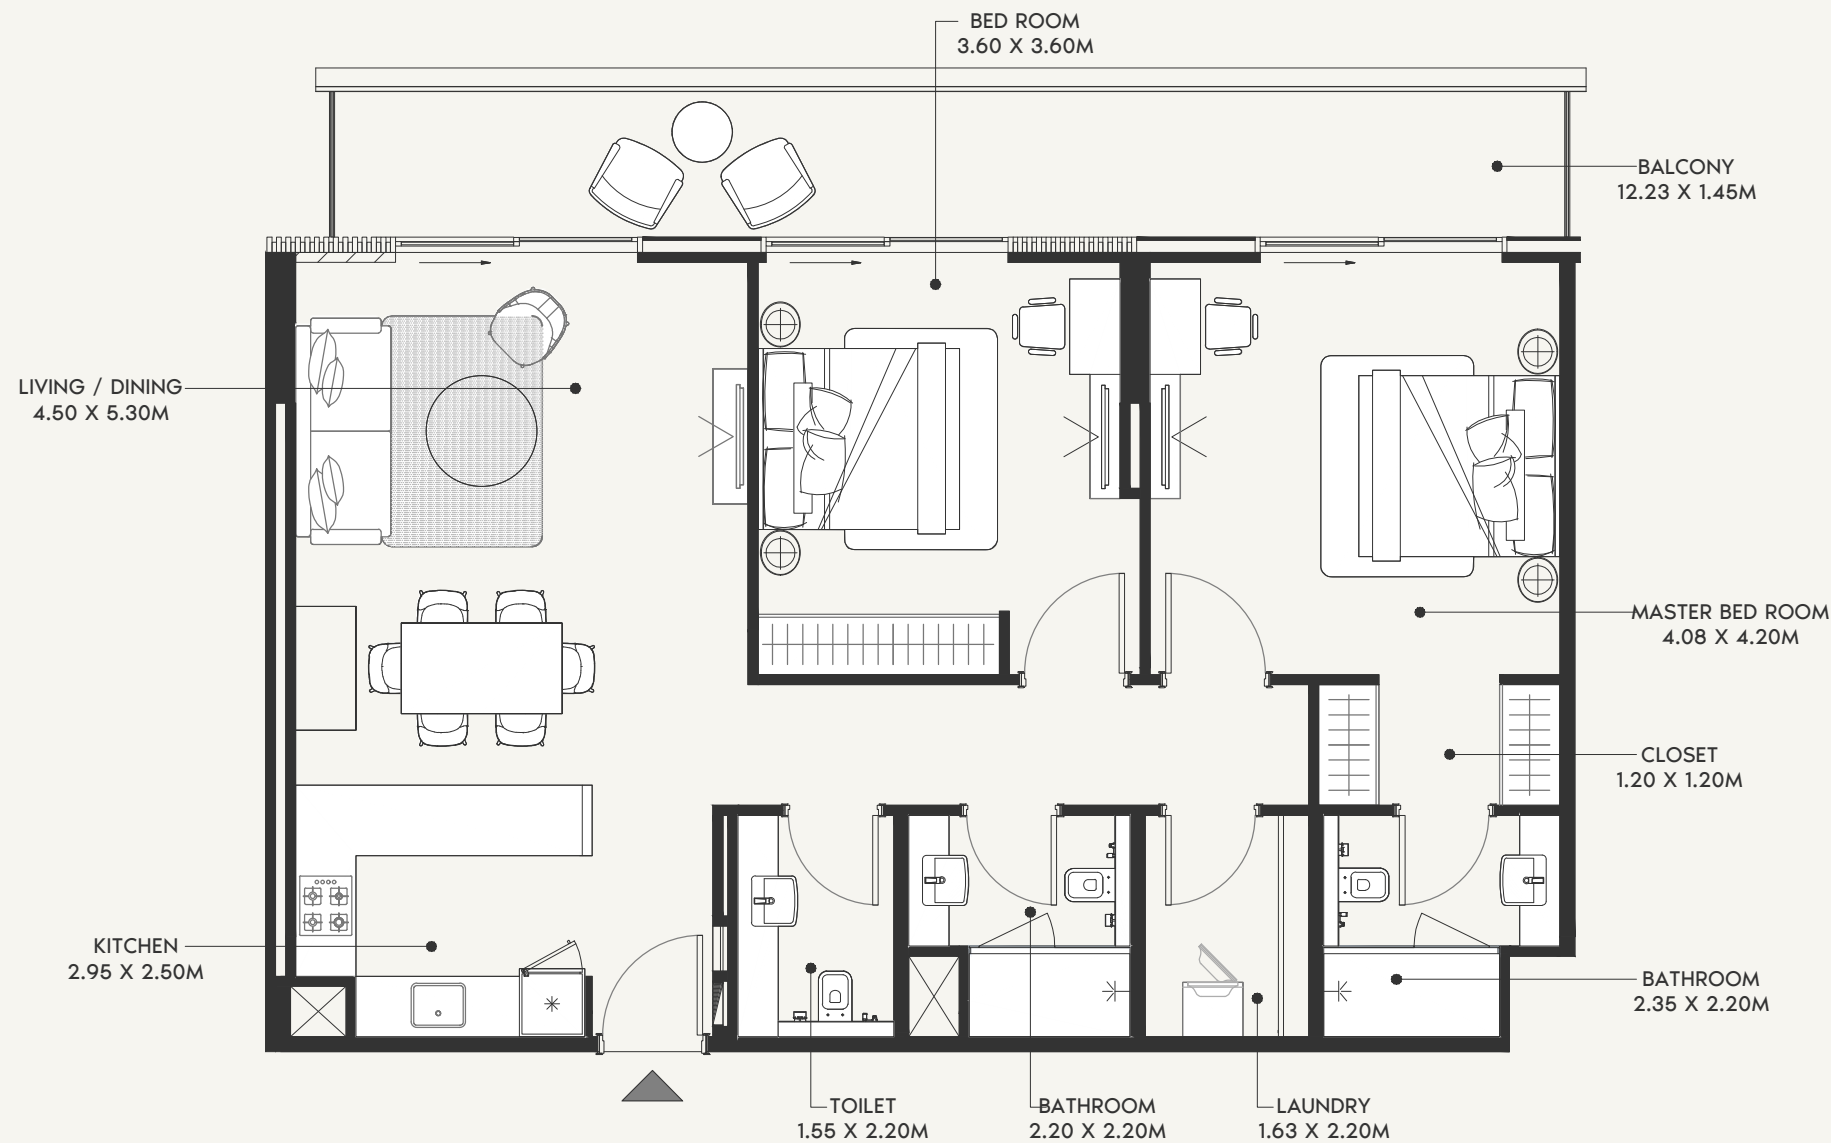 BED ROOM
3.60 X 3.60M
BALCONY
12.23 X 1.45M
LIVING / DINING
4.50 X 5.30M
MASTER BED ROOM
4.08 X 4.20M
CLOSET
1.20 X 1.20M
KITCHEN
2.95 X 2.50M
BATHROOM
2.35 X 2.20M
TOILET
1.55 X 2.20M
BATHROOM
2.20 X 2.20M
LAUNDRY
1.63 X 2.20M